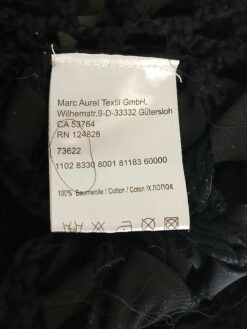 Marc Aurel Textil GmbH.
Wilhemstr.9-D-33332 Gütersloh
CA 53764
RN 124828
73622
1102 8330 8001 81183 60000
100% Baumwolle / Cotton / Coton /Хлопок